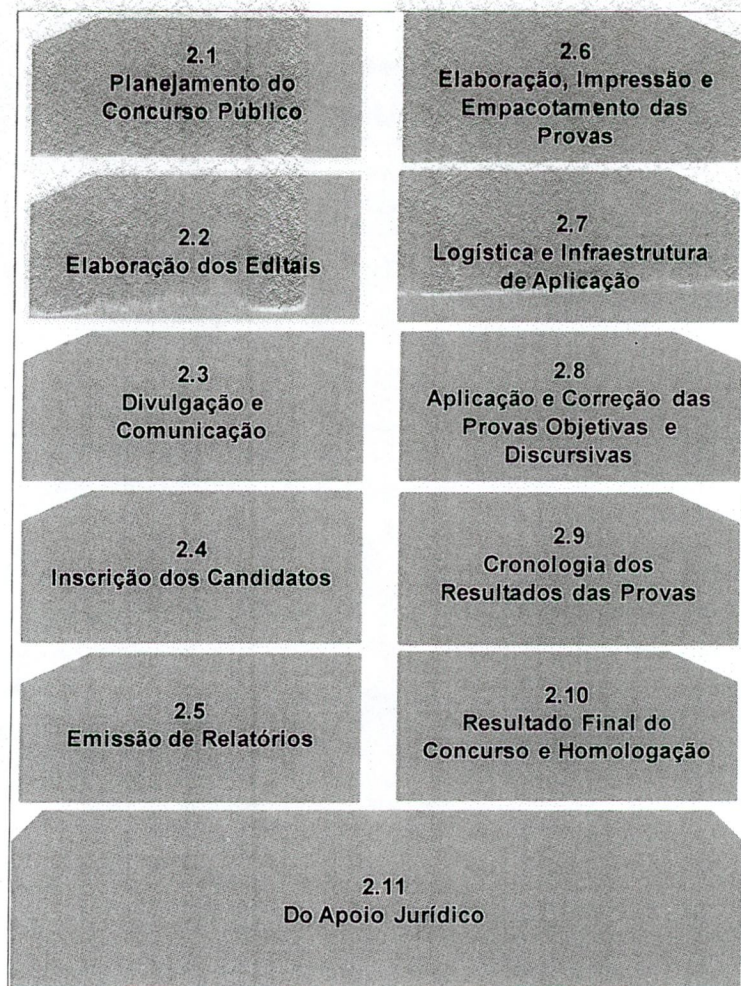 2.1
Planejamento do
Concurso Público
2.2
Elaboração dos Editais
2.3
Divulgação e
Comunicação
2.4
Inscrição dos Candidatos
2.5
Emissão de Relatórios
2.6
Elaboração, Impressão e
Empacotamento das
Provas
2.7
Logística e Infraestrutura
de Aplicação
2.8
Aplicação e Correção das
Provas Objetivas e
Discursivas
2.9
Cronologia dos
Resultados das Provas
2.10
Resultado Final do
Concurso e Homologação
2.11
Do Apoio Jurídico